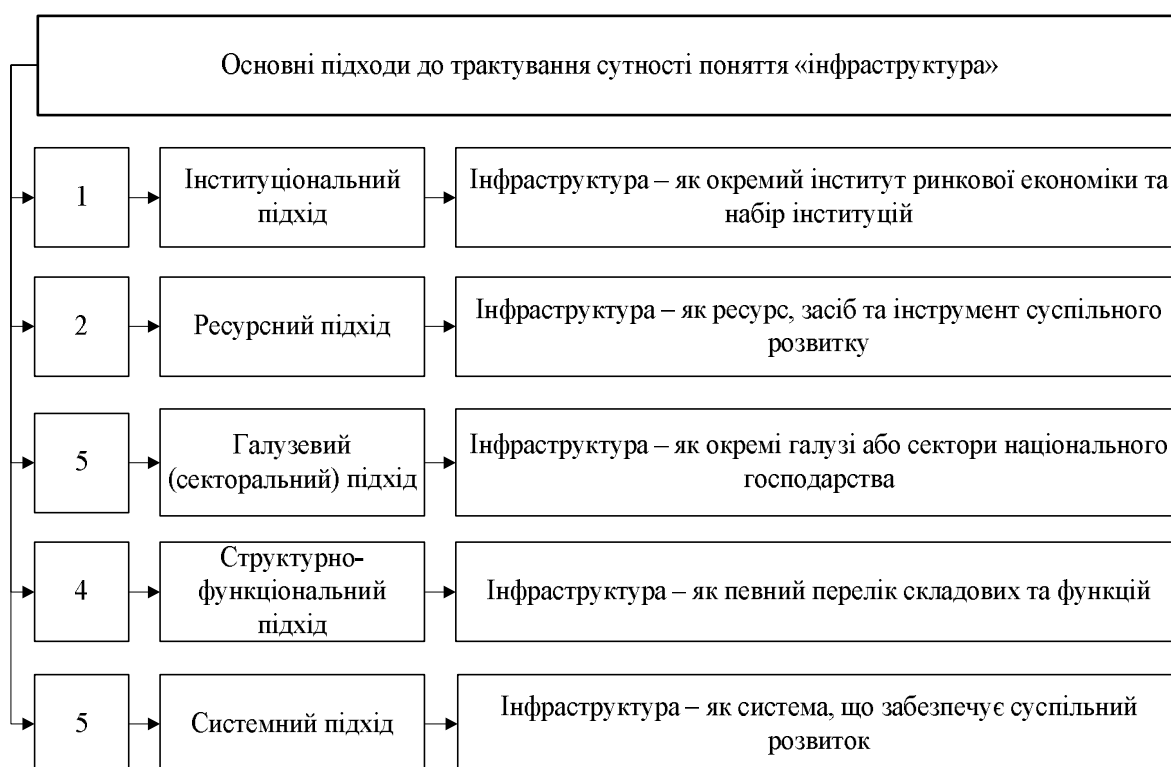 Основні підходи до трактування сутності поняття «інфраструктура»
1
Інституціональний
підхід
Інфраструктура – як окремий інститут ринкової економіки та
набір інституцій
2
Ресурсний підхід
Інфраструктура – як ресурс, засіб та інструмент суспільного
розвитку
5
Галузевий
(секторальний) підхід
Інфраструктура – як окремі галузі або сектори національного
господарства
4
Структурно-
функціональний
підхід
Інфраструктура – як певний перелік складових та функцій
5
Системний підхід
Інфраструктура – як система, що забезпечує суспільний
розвиток